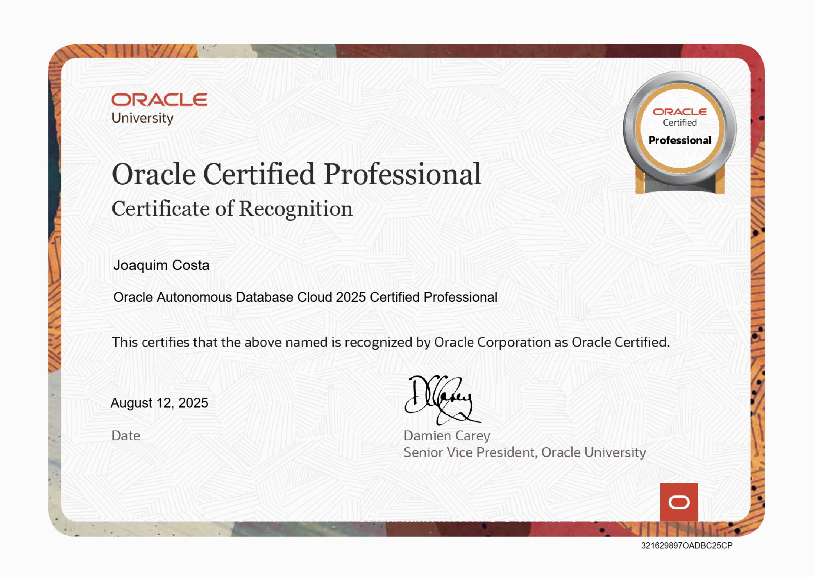 ORACLE
University
ORACLE
Certified
Professional
Oracle Certified Professional
Certificate of Recognition
Joaquim Costa
Oracle Autonomous Database Cloud 2025 Certified Professional
This certifies that the above named is recognized by Oracle Corporation as Oracle Certified.
August 12, 2025
Date
DCarey
Damien Carey
Senior Vice President, Oracle University
321629897OADBC25CP